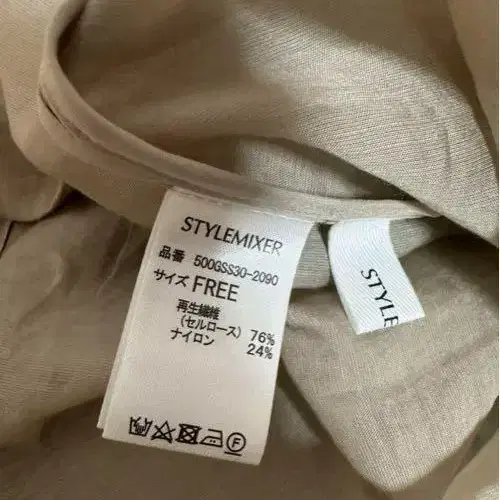 STYLEMIXER
品番 500GSS30-2090
サイズ FREE
再生繊維
(セルロース) 76%
ナイロン 24%
F
STYLE